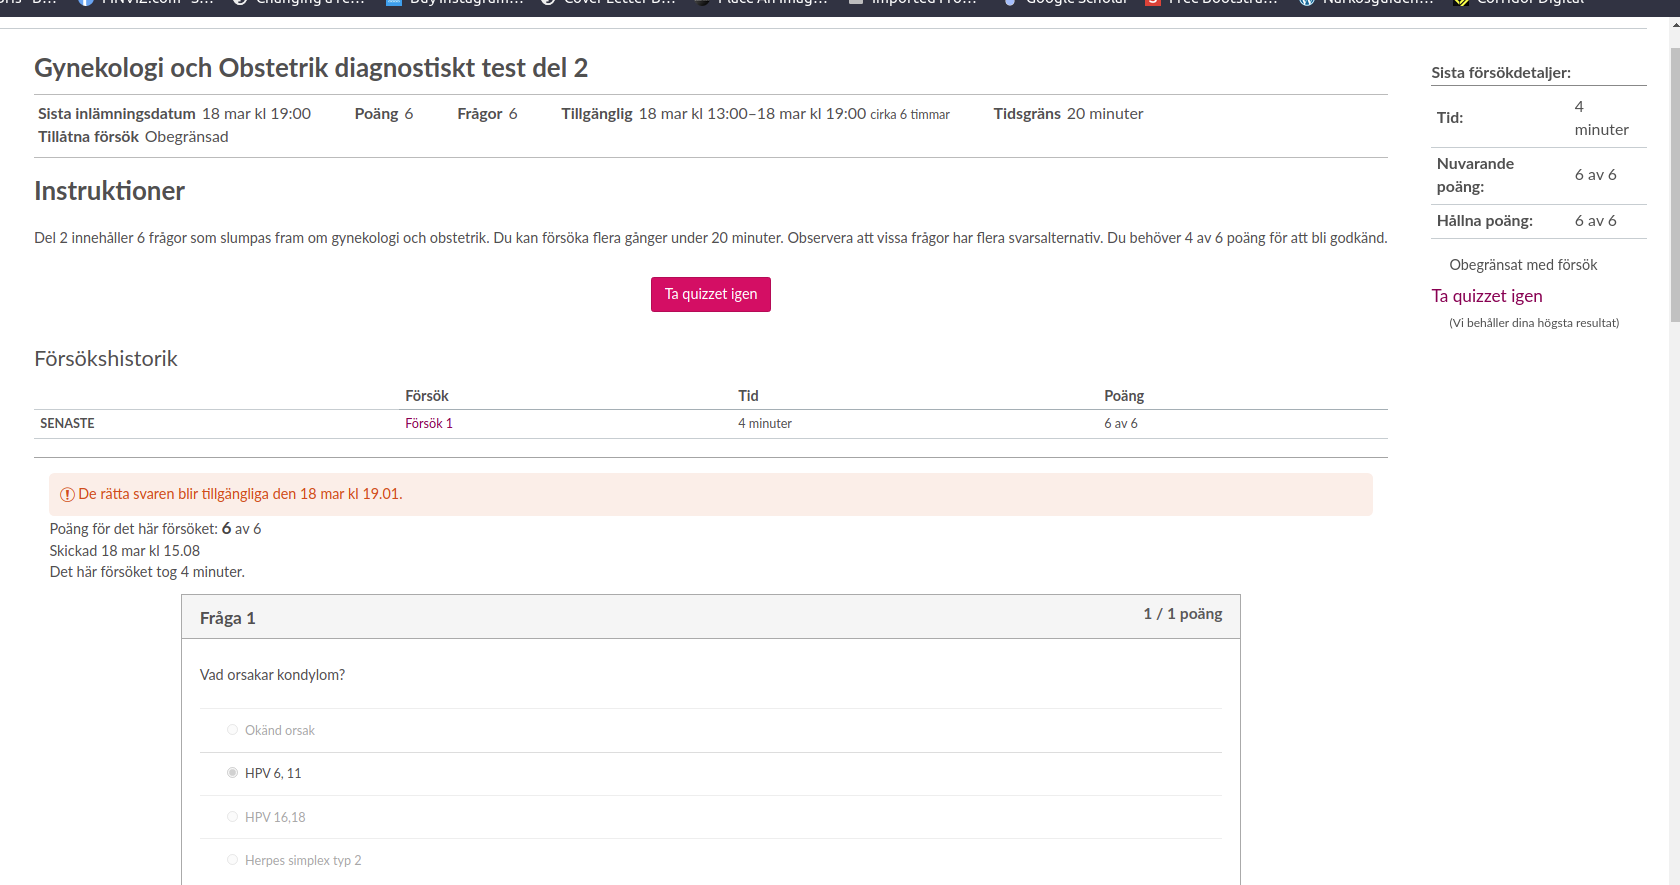 Gynekologi och Obstetrik diagnostiskt test del 2
Sista inlämningsdatum 18 mar kl 19:00 Poäng 6 Frågor 6 Tillgänglig 18 mar kl 13:00–18 mar kl 19:00 cirka 6 timmar Tidsgräns 20 minuter
Tillåtna försök Obegränsad
Instruktioner
Del 2 innehåller 6 frågor som slumpas fram om gynekologi och obstetrik. Du kan försöka flera gånger under 20 minuter. Observera att vissa frågor har flera svarsalternativ. Du behöver 4 av 6 poäng för att bli godkänd.
Ta quizzet igen
Försökshistorik
Försök Tid Poäng
SENASTE Försök 1 4 minuter 6 av 6
De rätta svaren blir tillgängliga den 18 mar kl 19.01.
Poäng för det här försöket: 6 av 6
Skickad 18 mar kl 15.08
Det här försöket tog 4 minuter.
Fråga 1 1 / 1 poäng
Vad orsakar kondylom?
Okänd orsak
HPV 6, 11
HPV 16,18
Herpes simplex typ 2
Sista försökdetaljer:
Tid: 4
minuter
Nuvarande
poäng: 6 av 6
Hållna poäng: 6 av 6
Obegränsat med försök
Ta quizzet igen
(Vi behåller dina högsta resultat)